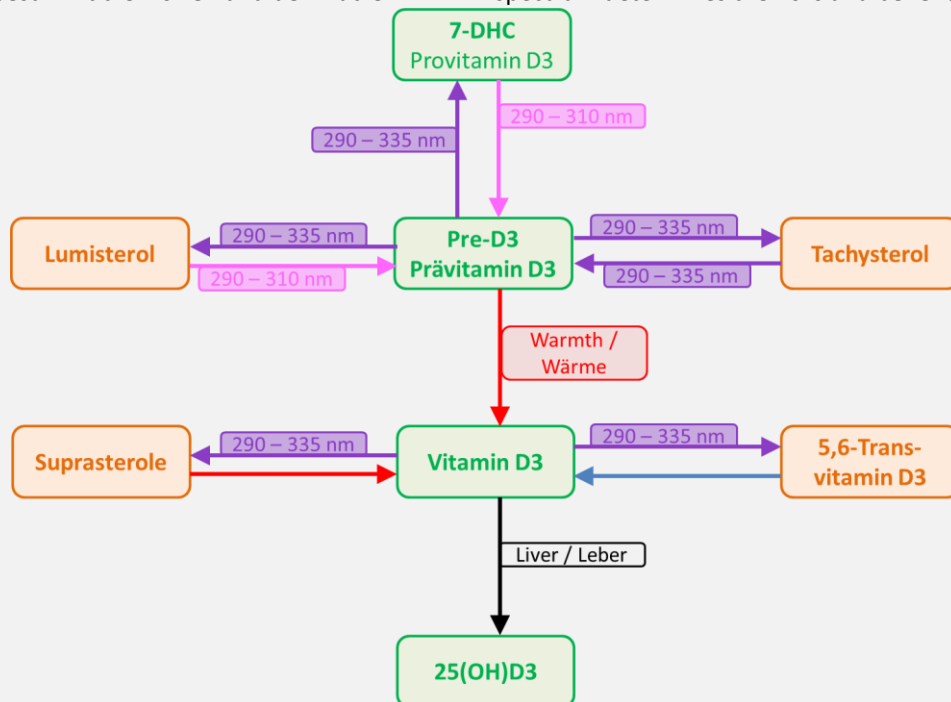 7-DHC
Provitamin D3
290 – 310 nm
290 – 335 nm
290 – 335 nm
290 – 335 nm
Lumisterol
Pre-D3
Prävitamin D3
Tachysterol
290 – 310 nm
290 – 335 nm
Warmth /
Wärme
290 – 335 nm
290 – 335 nm
Suprasterole
Vitamin D3
5,6-Trans-
vitamin D3
Liver / Leber
25(OH)D3